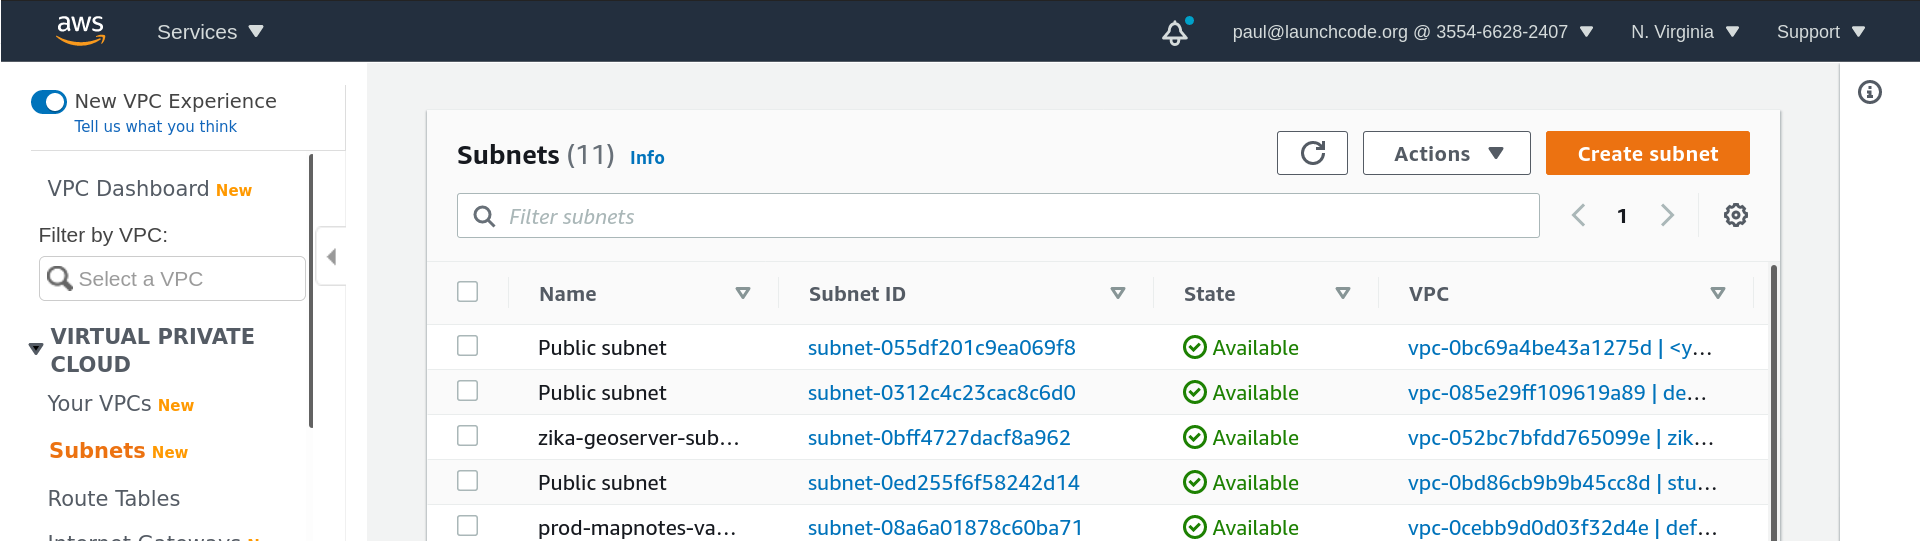 aws
Services
paul@launchcode.org @ 3554-6628-2407
N. Virginia
Support
New VPC Experience
Tell us what you think
VPC Dashboard New
Filter by VPC:
Select a VPC
VIRTUAL PRIVATE
CLOUD
Your VPCs New
Subnets New
Route Tables
Internet Gateways
Subnets (11) Info
Actions
Create subnet
Filter subnets
1
Name Subnet ID State VPC
Public subnet subnet-055df201c9ea069f8 Available vpc-0bc69a4be43a1275d | <y...
Public subnet subnet-0312c4c23cac8c6d0 Available vpc-085e29ff109619a89 | de...
zika-geoserver-sub... subnet-0bff4727dacf8a962 Available vpc-052bc7bfdd765099e | zik...
Public subnet subnet-0ed255f6f58242d14 Available vpc-0bd86cb9b9b45cc8d | stu...
prod-mapnotes-va... subnet-08a6a01878c60ba71 Available vpc-0cebb9d0d03f32d4e | def...